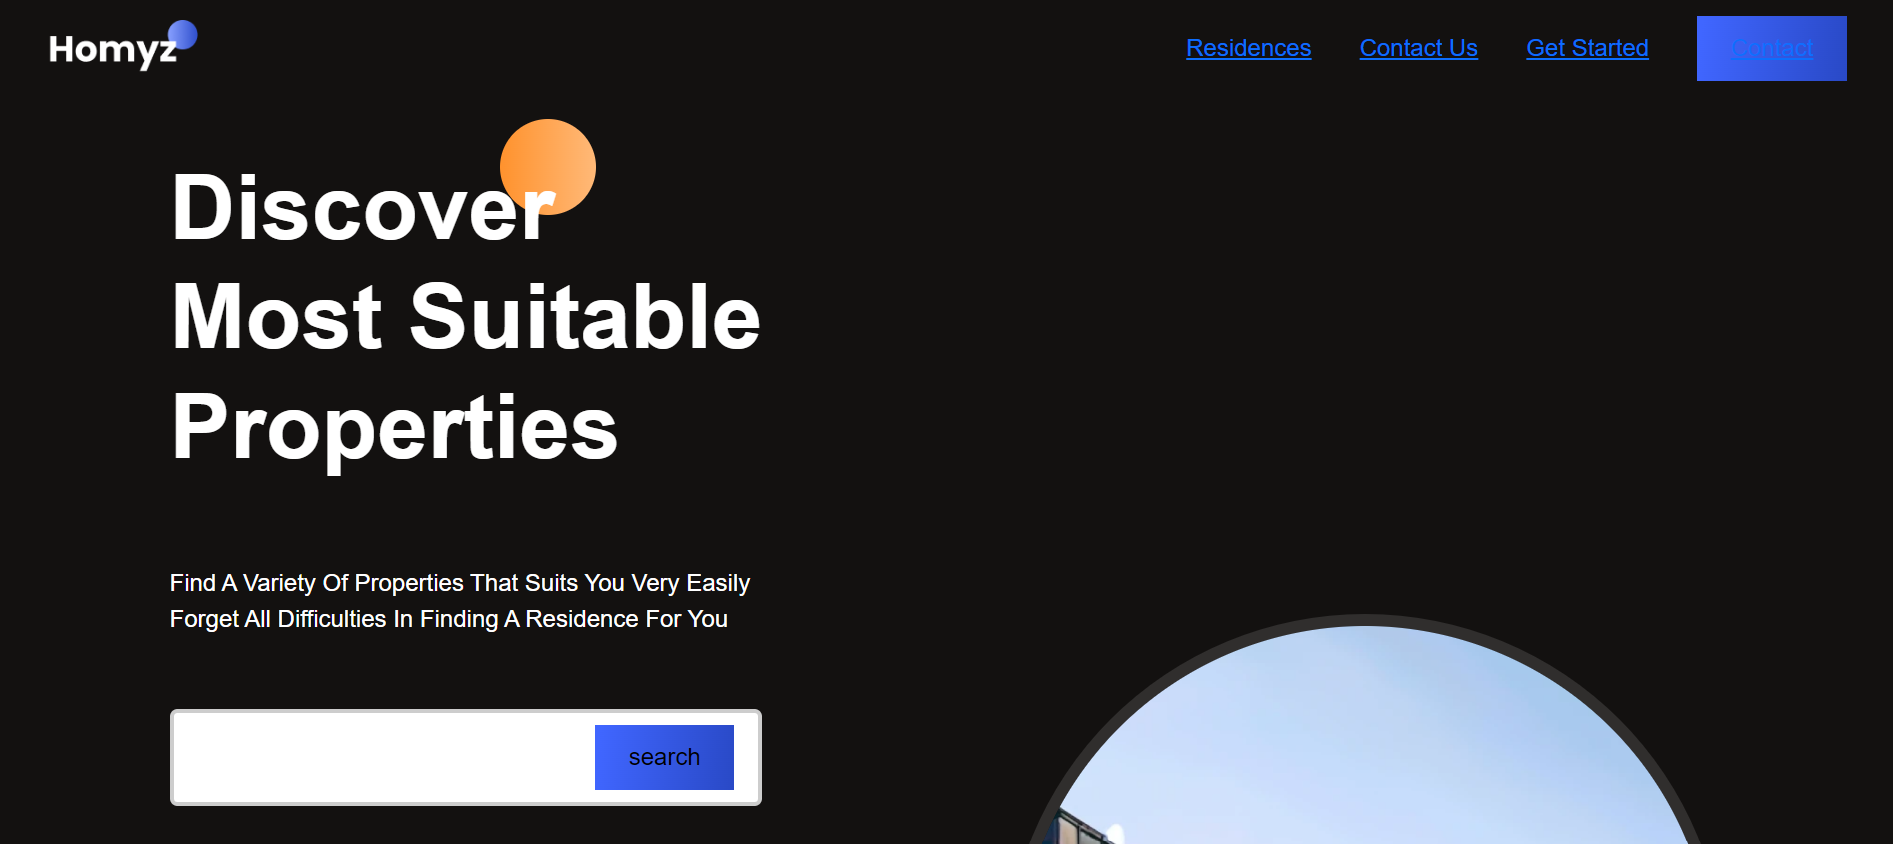 Homyz
Residences
Contact Us
Get Started
Contact
Discover
Most Suitable
Properties
Find A Variety Of Properties That Suits You Very Easily
Forget All Difficulties In Finding A Residence For You
search